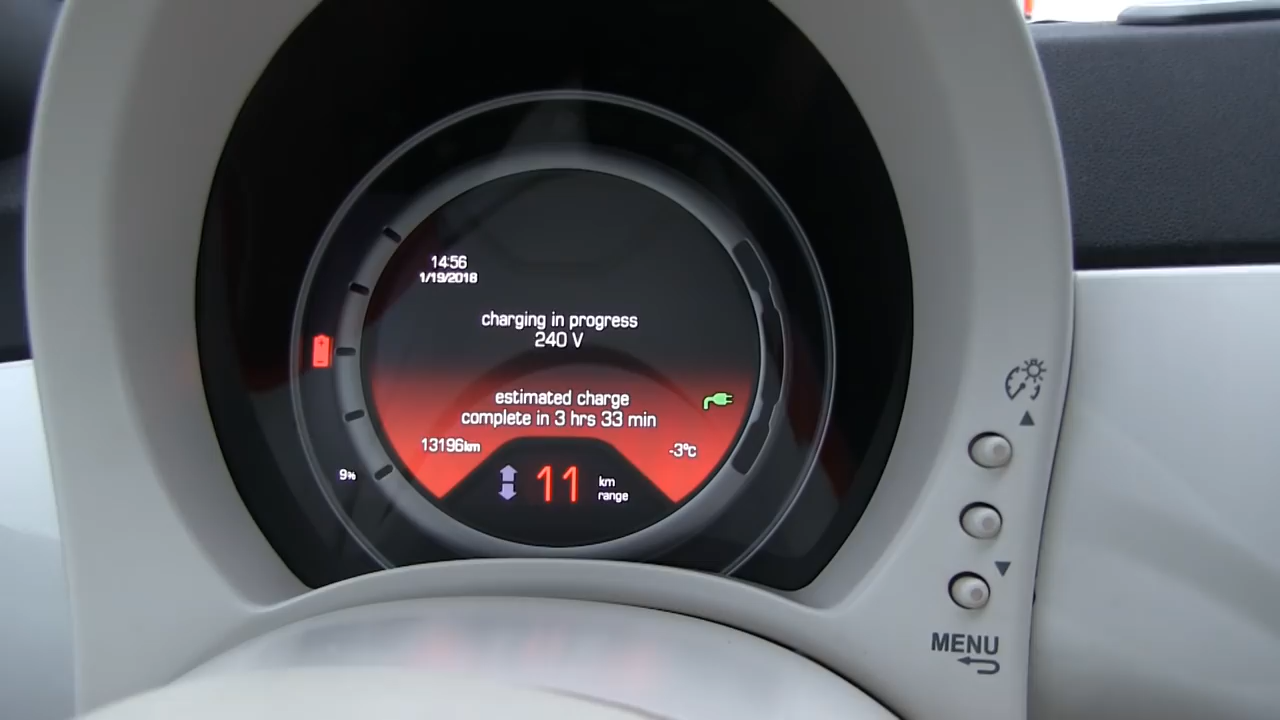 14:56
1/19/2018
charging in progress
240 V
estimated charge
complete in 3 hrs 33 min
13196km
-3°C
9%
11 km
range
MENU